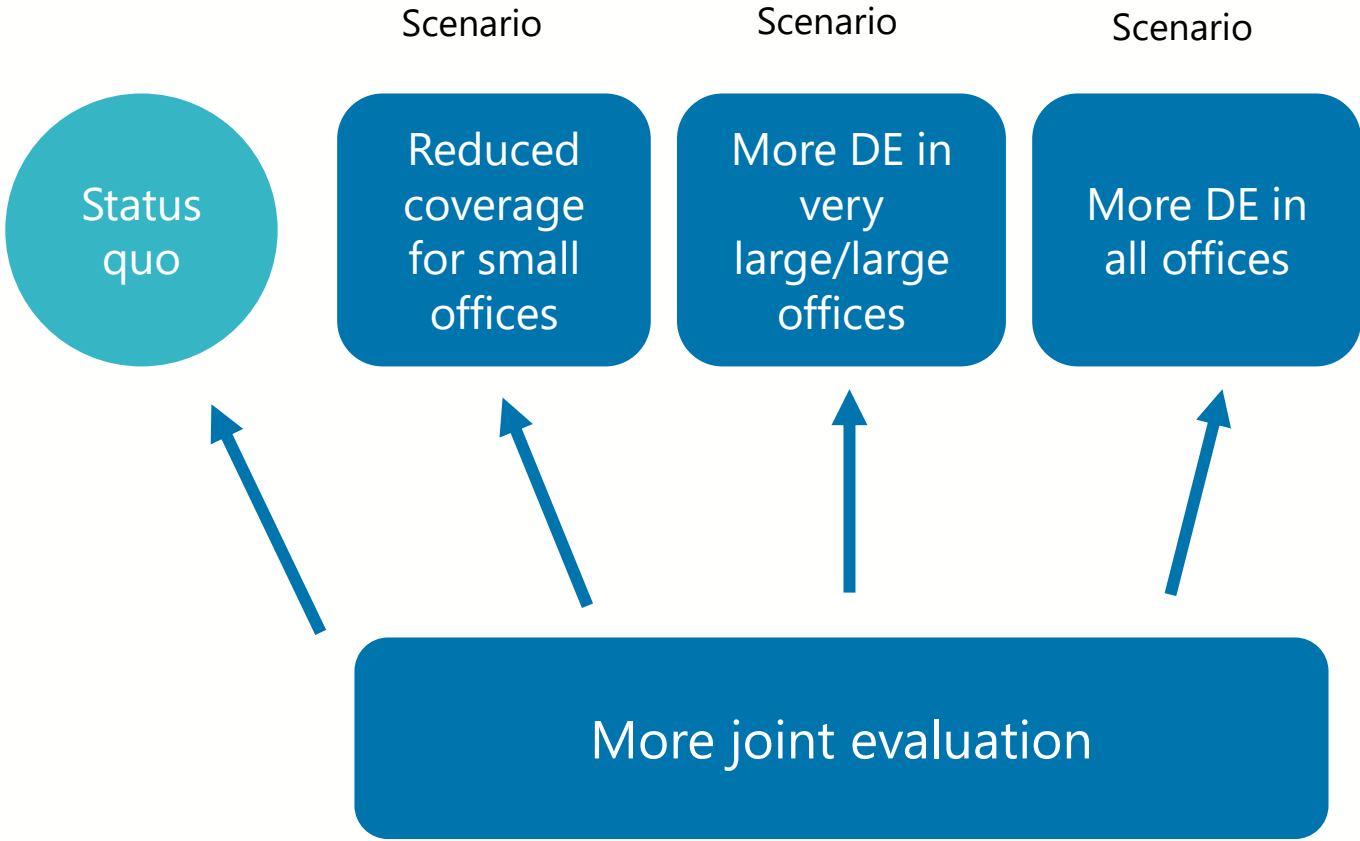 Scenario
Scenario
Scenario
Status
quo
Reduced
coverage
for small
offices
More DE in
very
large/large
offices
More DE in
all offices
More joint evaluation